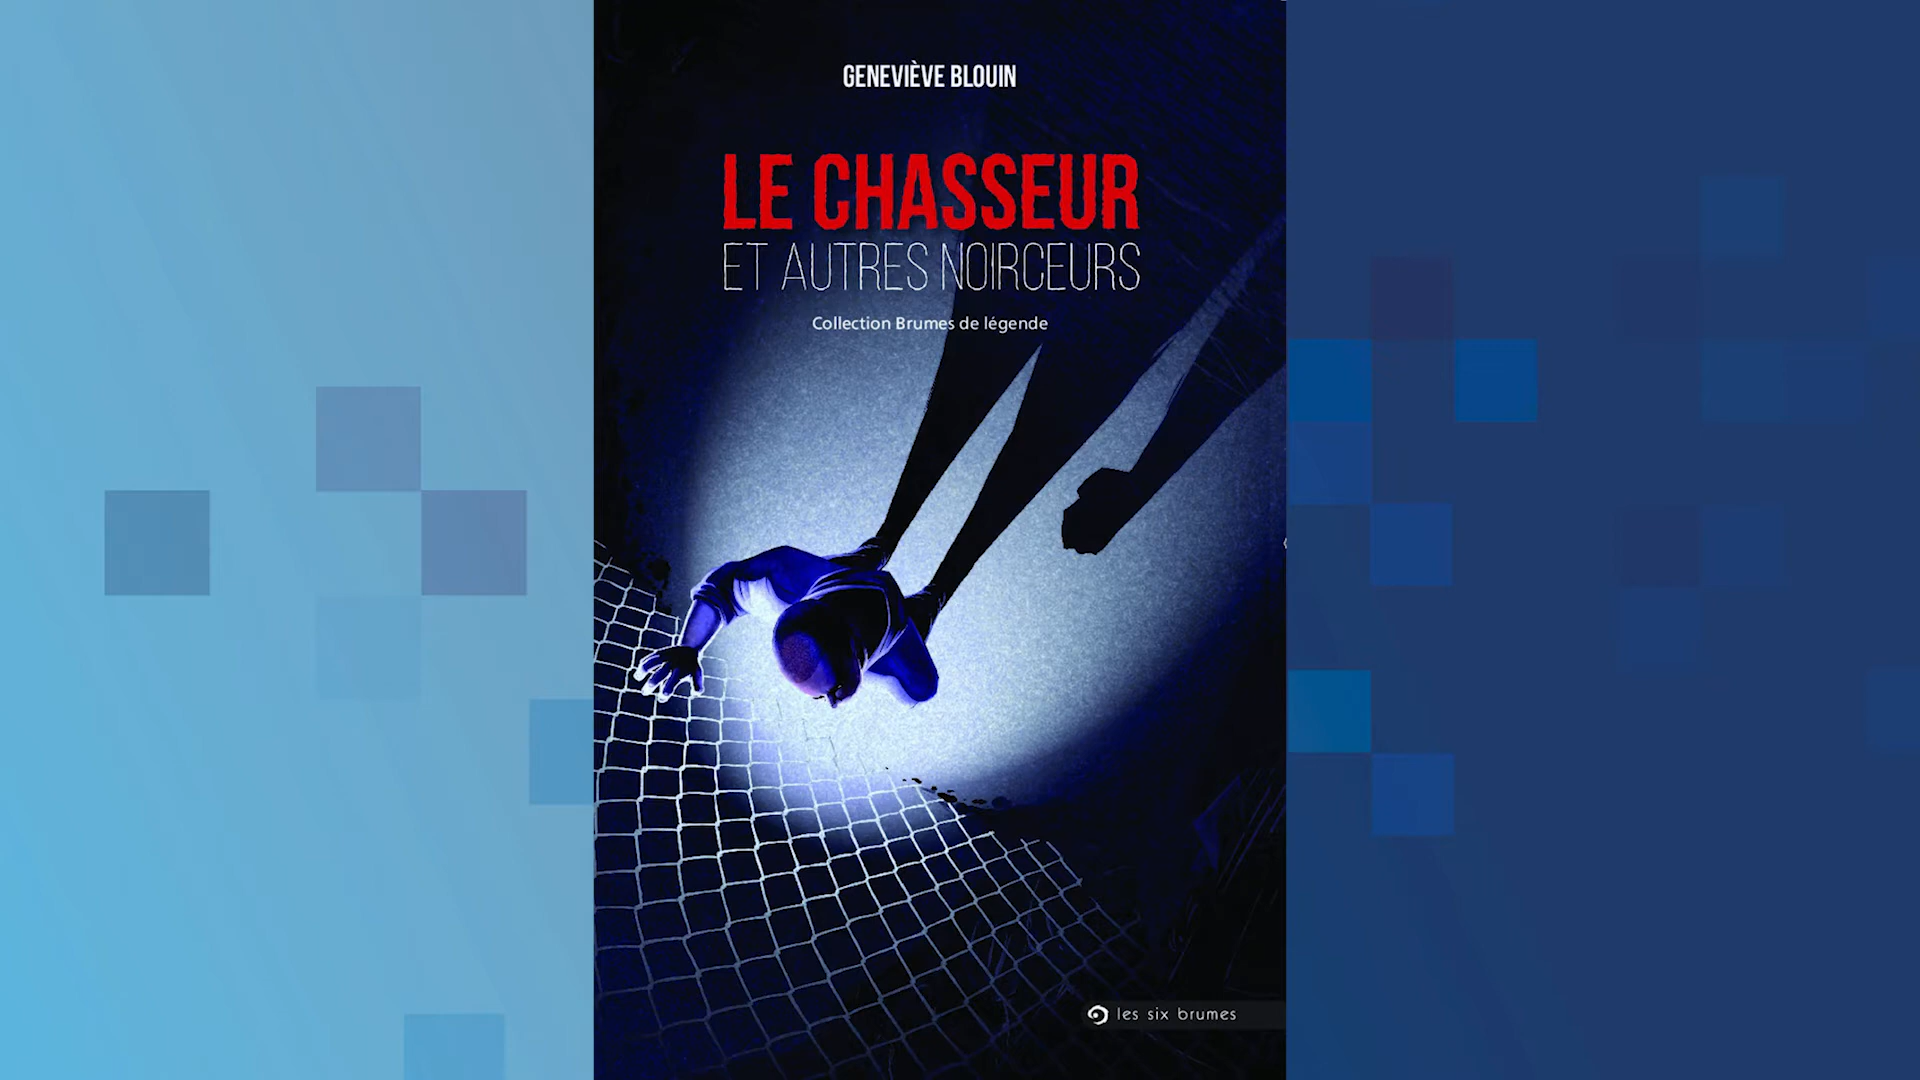 GENEVIÈVE BLOUIN
LE CHASSEUR
ET AUTRES NOIRCEURS
Collection Brumes de légende
les six brumes